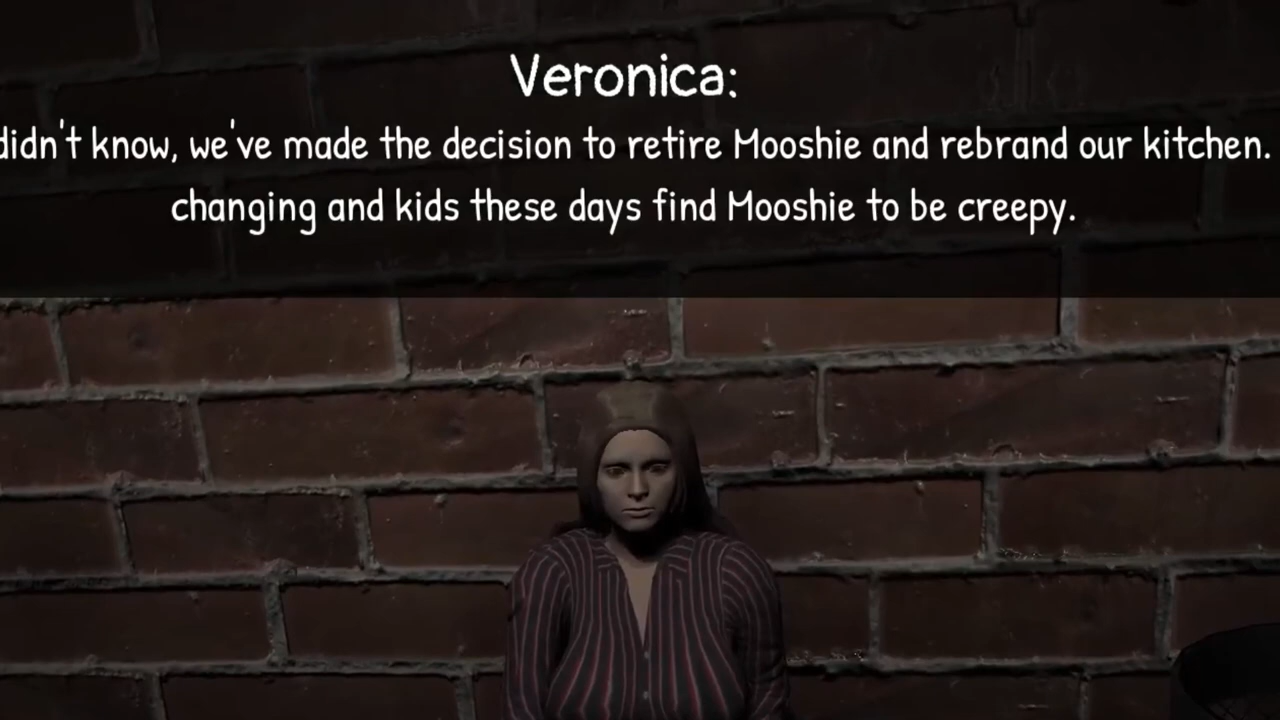 Veronica:
didn't know, we've made the decision to retire Mooshie and rebrand our kitchen.
changing and kids these days find Mooshie to be creepy.